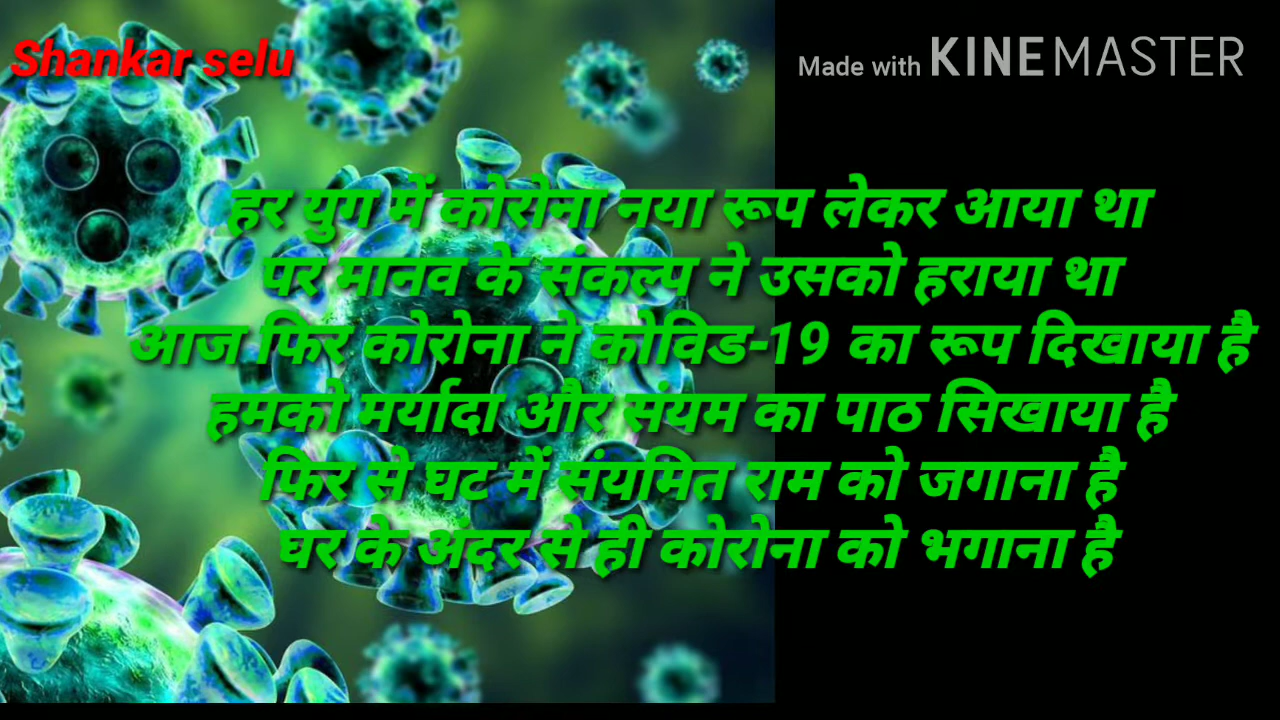 Shankar selu
Made with KINEMASTER
हर युग में कोरोना नया रूप लेकर आया था
पर मानव के संकल्प ने उसको हराया था
आज फिर कोरोना ने कोविड-19 का रूप दिखाया है
हमको मर्यादा और संयम का पाठ सिखाया है
फिर से घट में संयमित राम को जगाना है
घर के अंदर से ही कोरोना को भगाना है